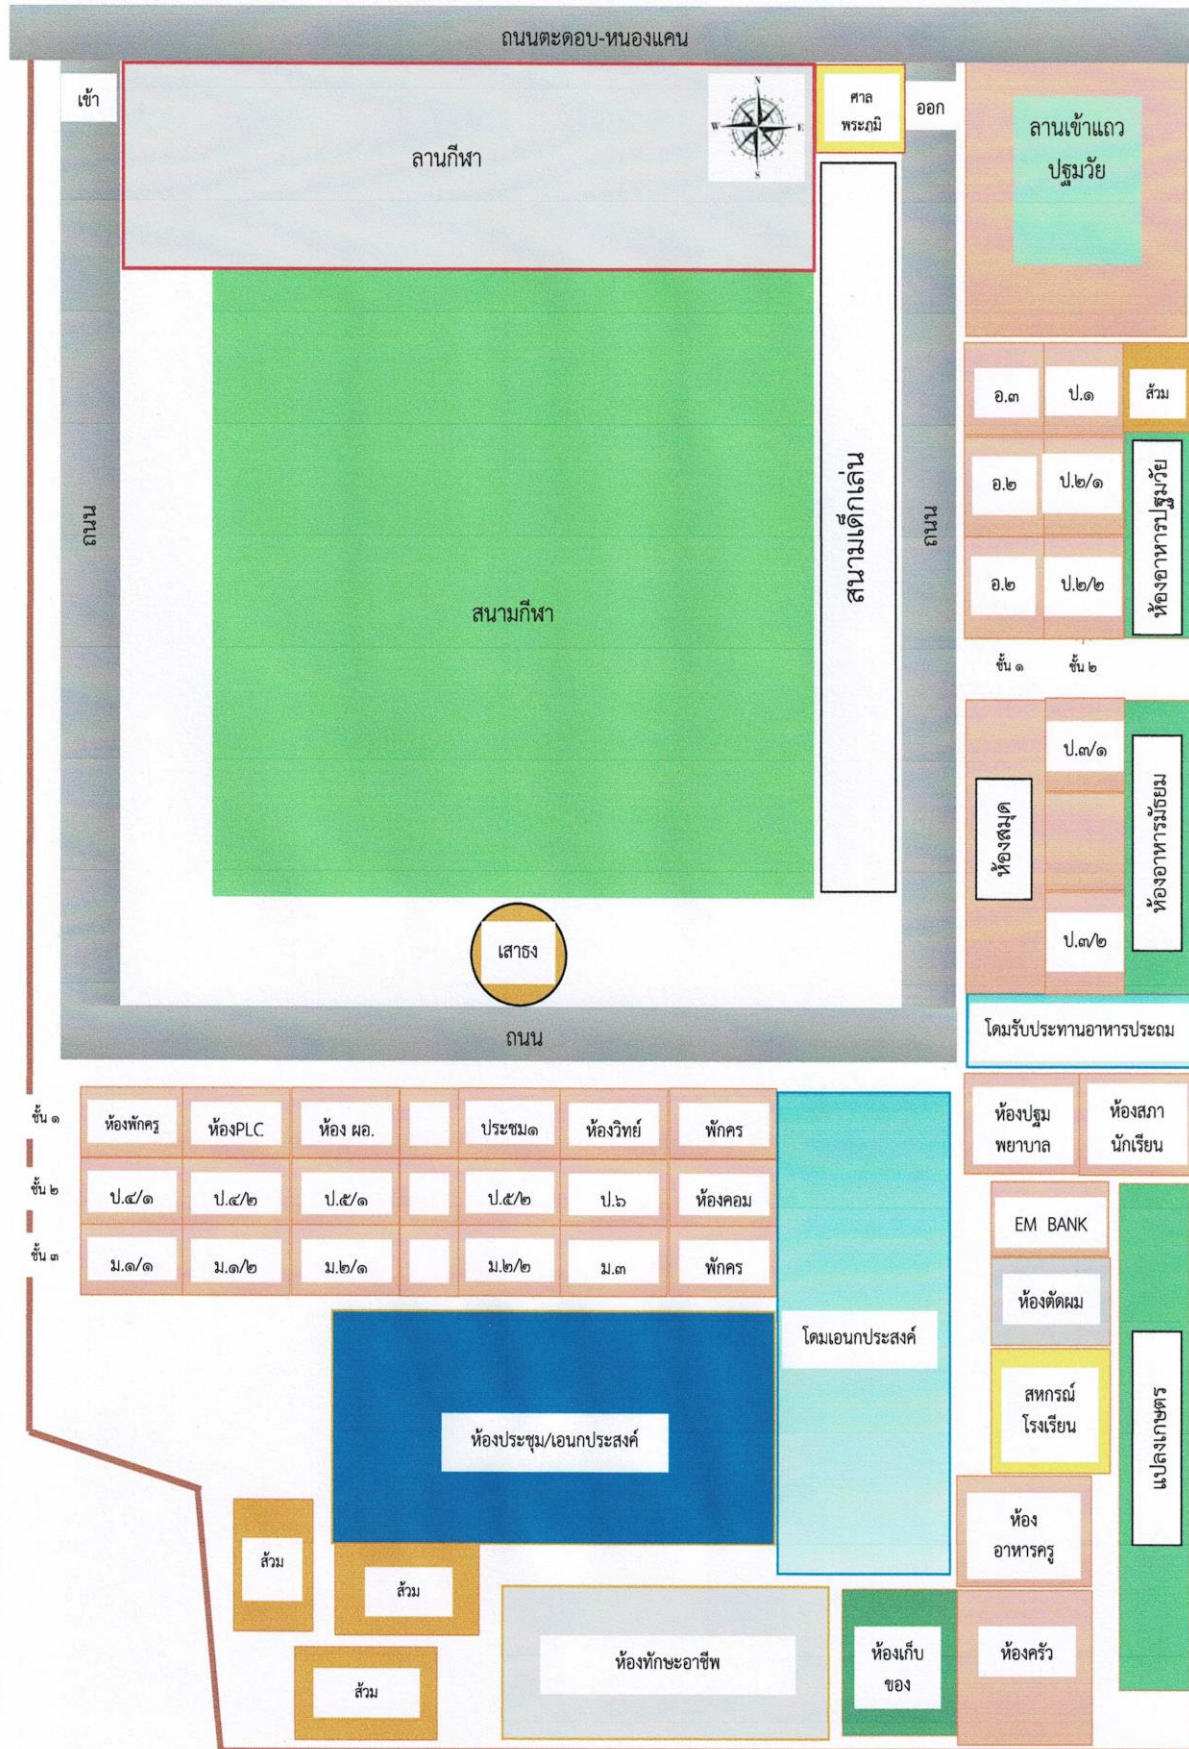 ถนนตะดอบ-หนองแคน
เข้า
ลานกีฬา
N
W
E
S
ศาล
พระภูมิ
ออก
ลานเข้าแถว
ปฐมวัย
อ.๓
ป.๑
ส้วม
อ.๒
ป.๒/๑
ห้องอาหารปฐมวัย
อ.๒
ป.๒/๒
ถนน
สนามกีฬา
สนามเด็กเล่น
ถนน
ชั้น ๑
ชั้น ๒
ป.๓/๑
ห้องสมุด
ห้องอาหารมัธยม
ป.๓/๒
เสาธง
ถนน
โดมรับประทานอาหารประถม
ชั้น ๑
ห้องพักครู
ห้องPLC
ห้อง ผอ.
ประชม๑
ห้องวิทย์
พักคร
ห้องปฐม
พยาบาล
ห้องสภา
นักเรียน
ชั้น ๒
ป.๔/๑
ป.๔/๒
ป.๕/๑
ป.๕/๒
ป.๖
ห้องคอม
EM BANK
ชั้น ๓
ม.๑/๑
ม.๑/๒
ม.๒/๑
ม.๒/๒
ม.๓
พักคร
ห้องตัดผม
โดมเอนกประสงค์
สหกรณ์
โรงเรียน
แปลงเกษตร
ห้องประชุม/เอนกประสงค์
ห้อง
อาหารครู
ส้วม
ส้วม
ส้วม
ห้องทักษะอาชีพ
ห้องเก็บ
ของ
ห้องครัว